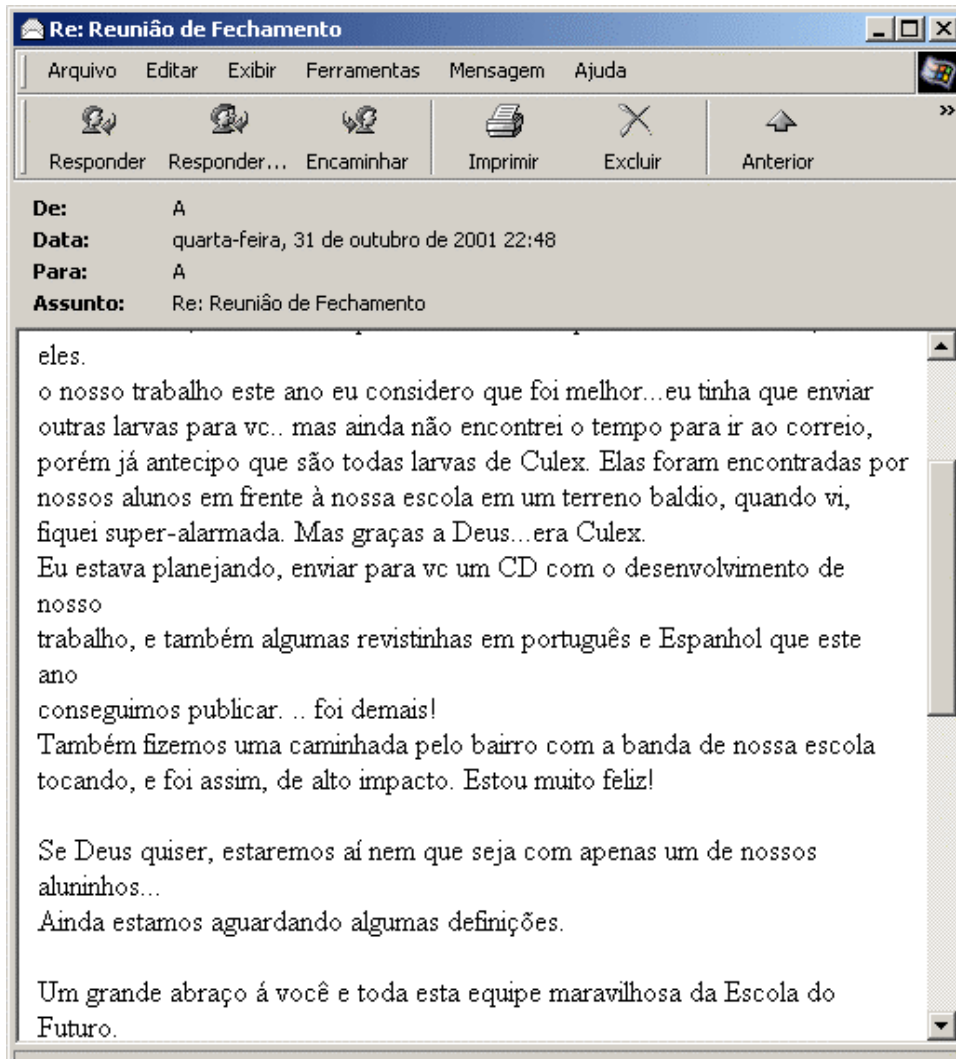 Re: Reunião de Fechamento
Arquivo Editar Exibir Ferramentas Mensagem Ajuda
»
Responder Responder... Encaminhar Imprimir Excluir Anterior
De: A
Data: quarta-feira, 31 de outubro de 2001 22:48
Para: A
Assunto: Re: Reunião de Fechamento
eles.
o nosso trabalho este ano eu considero que foi melhor...eu tinha que enviar
outras larvas para vc.. mas ainda não encontrei o tempo para ir ao correio,
porém já antecipo que são todas larvas de Culex. Elas foram encontradas por
nossos alunos em frente à nossa escola em um terreno baldio, quando vi,
fiquei super-alarmada. Mas graças a Deus...era Culex.
Eu estava planejando, enviar para vc um CD com o desenvolvimento de
nosso
trabalho, e também algumas revistinhas em português e Espanhol que este
ano
conseguimos publicar. .. foi demais!
Também fizemos uma caminhada pelo bairro com a banda de nossa escola
tocando, e foi assim, de alto impacto. Estou muito feliz!
Se Deus quiser, estaremos aí nem que seja com apenas um de nossos
aluninhos...
Ainda estamos aguardando algumas definições.
Um grande abraço á você e toda esta equipe maravilhosa da Escola do
Futuro.